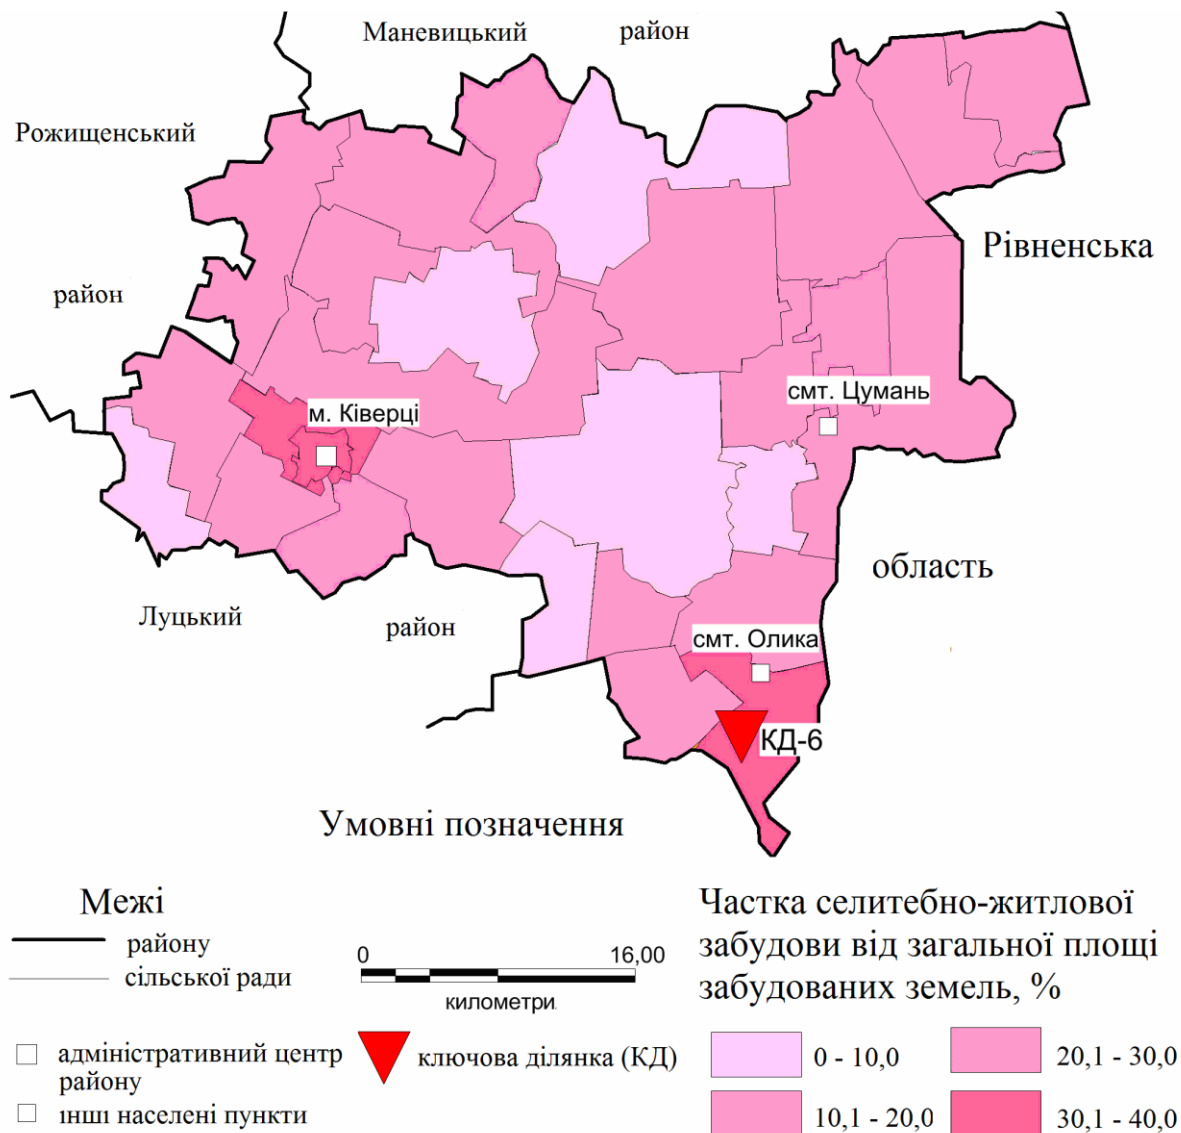 Маневицький район
Рожищенський
Рівненська
район
смт. Цумань
м. Ківерці
область
Луцький
район
смт. Олика
КД-6
Умовні позначення
Межі
району
сільської ради
0 16,00
километри
адміністративний центр
району
інші населені пункти
ключова ділянка (КД)
Частка селитебно-житлової
забудови від загальної площі
забудованих земель, %
0 - 10,0
20,1 - 30,0
10,1 - 20,0
30,1 - 40,0